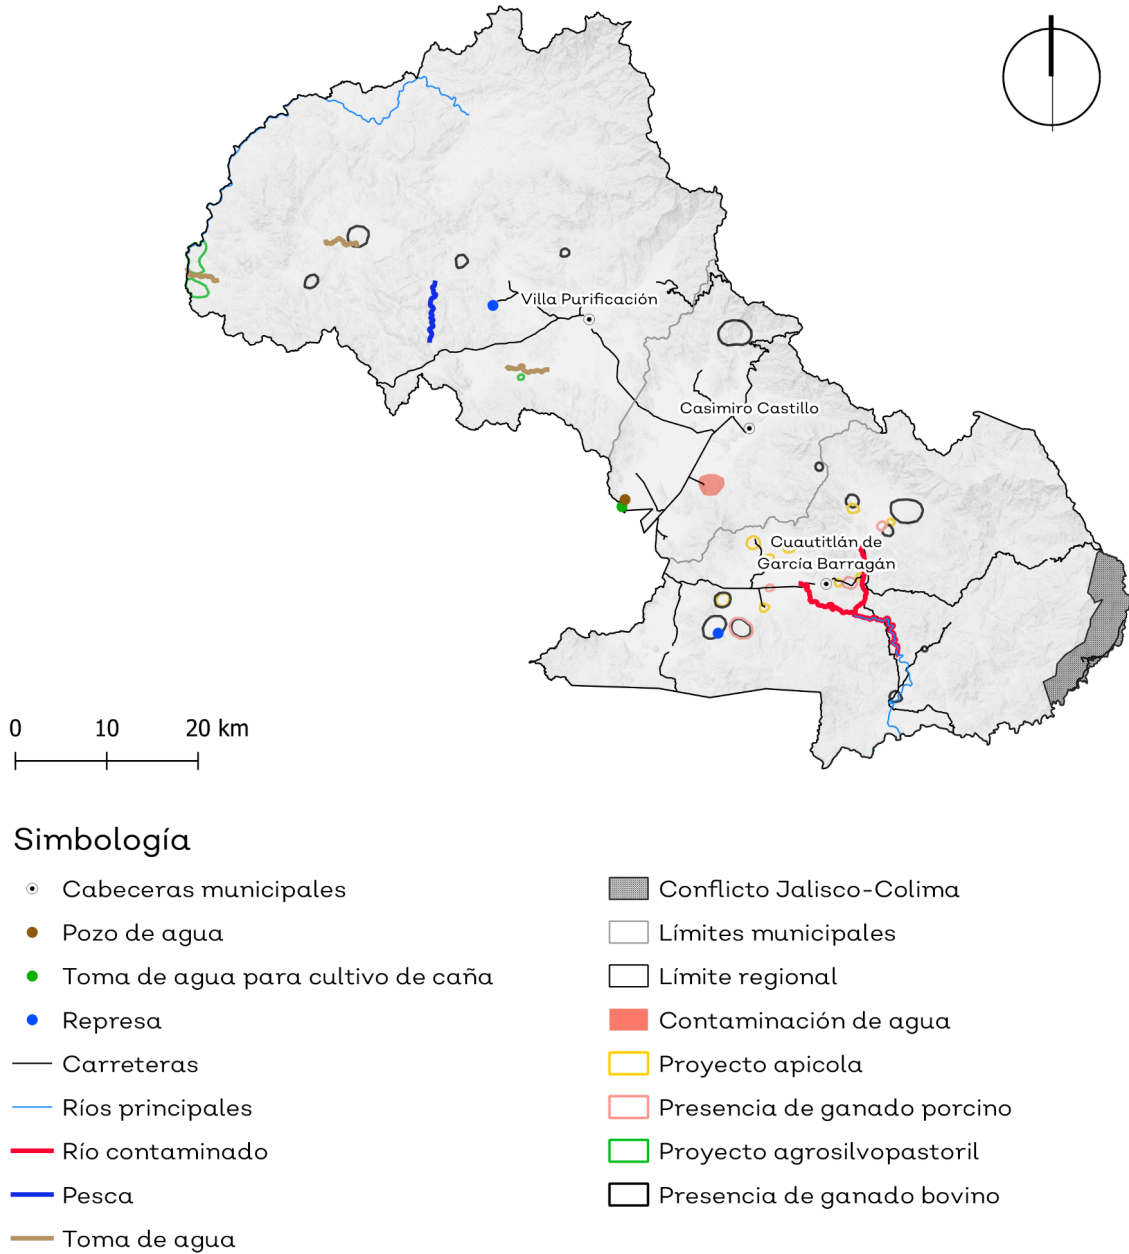 Villa Purificación
Casimiro Castillo
Cuautitlán de
García Barragán
0 10 20 km
Simbología
Cabeceras municipales
Pozo de agua
Toma de agua para cultivo de caña
Represa
Carreteras
Ríos principales
Río contaminado
Pesca
Toma de agua
Conflicto Jalisco-Colima
Límites municipales
Límite regional
Contaminación de agua
Proyecto apicola
Presencia de ganado porcino
Proyecto agrosilvopastoril
Presencia de ganado bovino